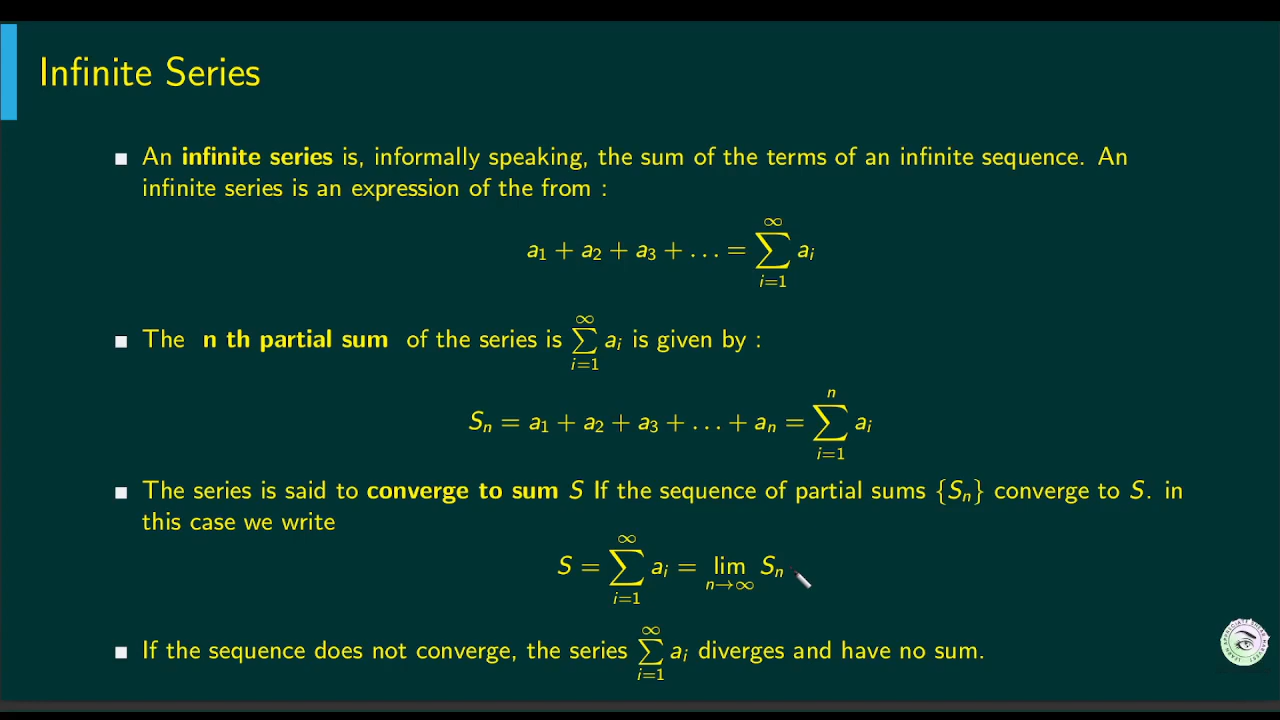 Infinite Series
An infinite series is, informally speaking, the sum of the terms of an infinite sequence. An
infinite series is an expression of the from :
a₁ + a₂ + a₃ + … = ∑_{i=1}^{∞} aᵢ
The n th partial sum of the series is ∑_{i=1}^{∞} aᵢ is given by :
Sₙ = a₁ + a₂ + a₃ + … + aₙ = ∑_{i=1}^{n} aᵢ
The series is said to converge to sum S If the sequence of partial sums {Sₙ} converge to S. in
this case we write
S = ∑_{i=1}^{∞} aᵢ = lim_{n→∞} Sₙ
If the sequence does not converge, the series ∑_{i=1}^{∞} aᵢ diverges and have no sum.